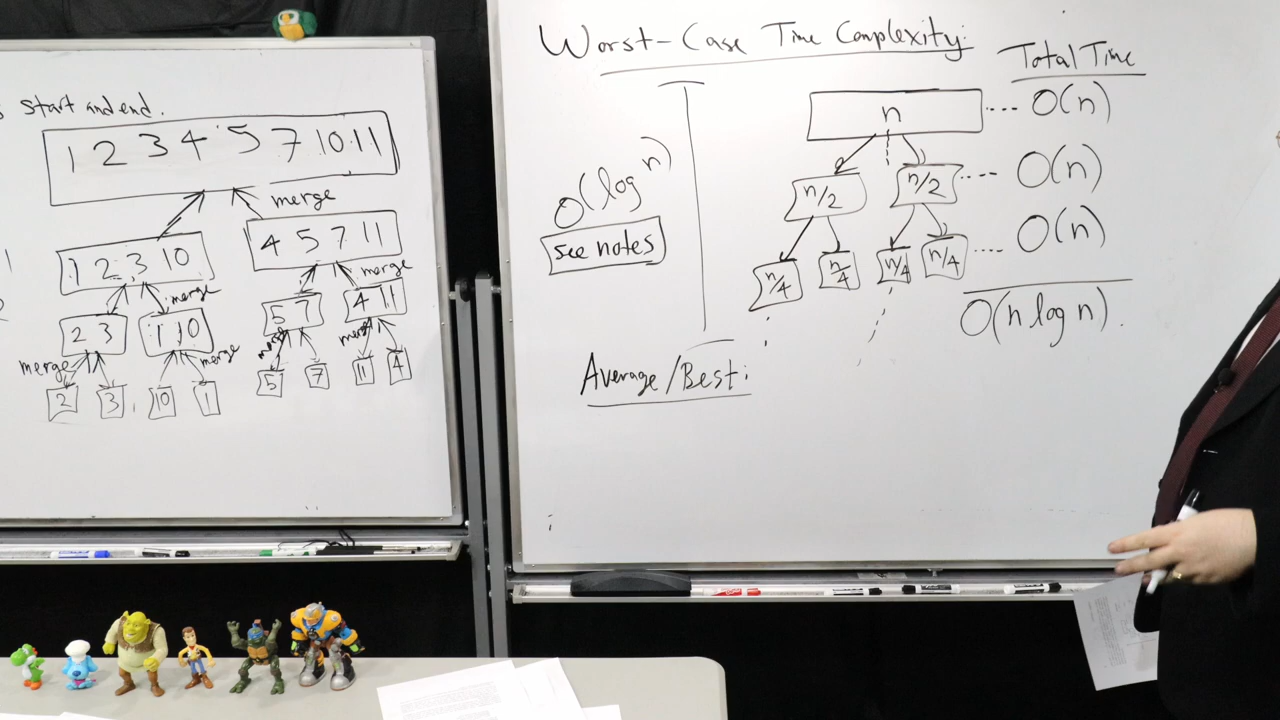 start and end.
1 2 3 4 5 7 10 11
merge
1 2 3 10
4 5 7 11
merge
merge
2 3
1 10
5 7
4 11
merge
merge
merge
merge
2
3
10
1
5
7
11
4
Worst-Case Time Complexity:
Total Time
n
O(n)
n/2
n/2
O(n)
n/4
n/4
n/4
n/4
O(n)
O(n log n).
O(log n)
see notes
Average/Best: